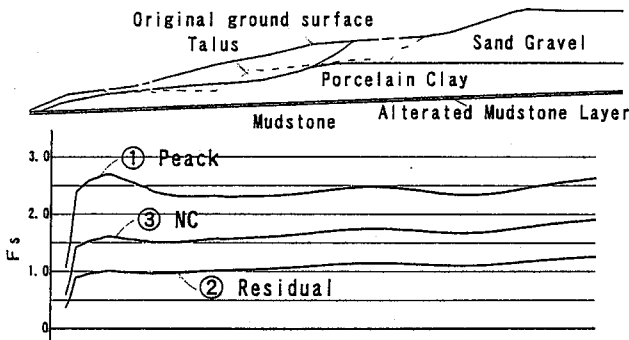 Original ground surface
Talus
Sand Gravel
Porcelain Clay
Alterated Mudstone Layer
Mudstone
3.0
① Peack
2.0
③ NC
Fs
1.0
② Residual
0